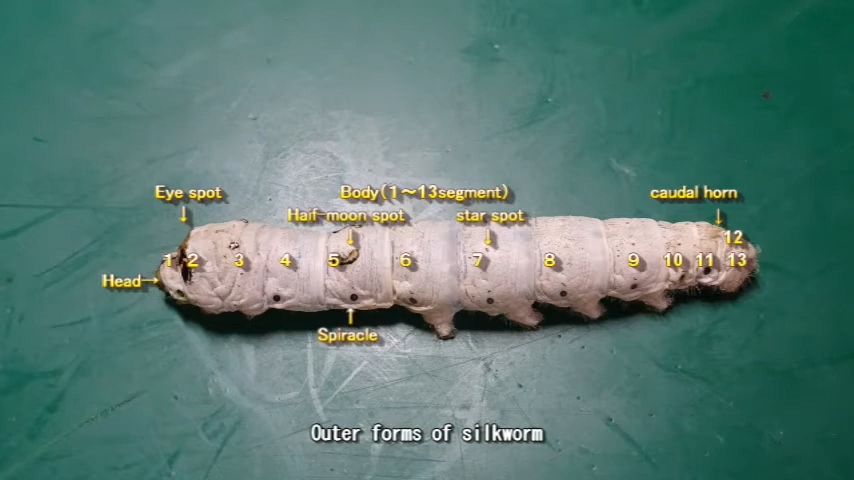 Eye spot
Body(1～13segment)
caudal horn
Haif-moon spot
star spot
12
1 2 3 4 5 6 7 8 9 10 11 13
Head
Spiracle
Outer forms of silkworm